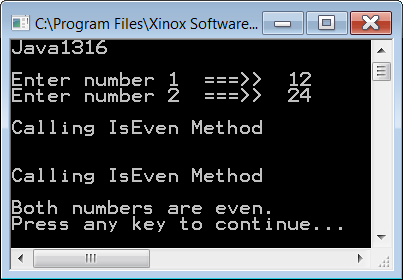 C:\Program Files\Xinox Software...
Java1316
Enter number 1  ===>>  12
Enter number 2  ===>>  24
Calling IsEven Method
Calling IsEven Method
Both numbers are even.
Press any key to continue...